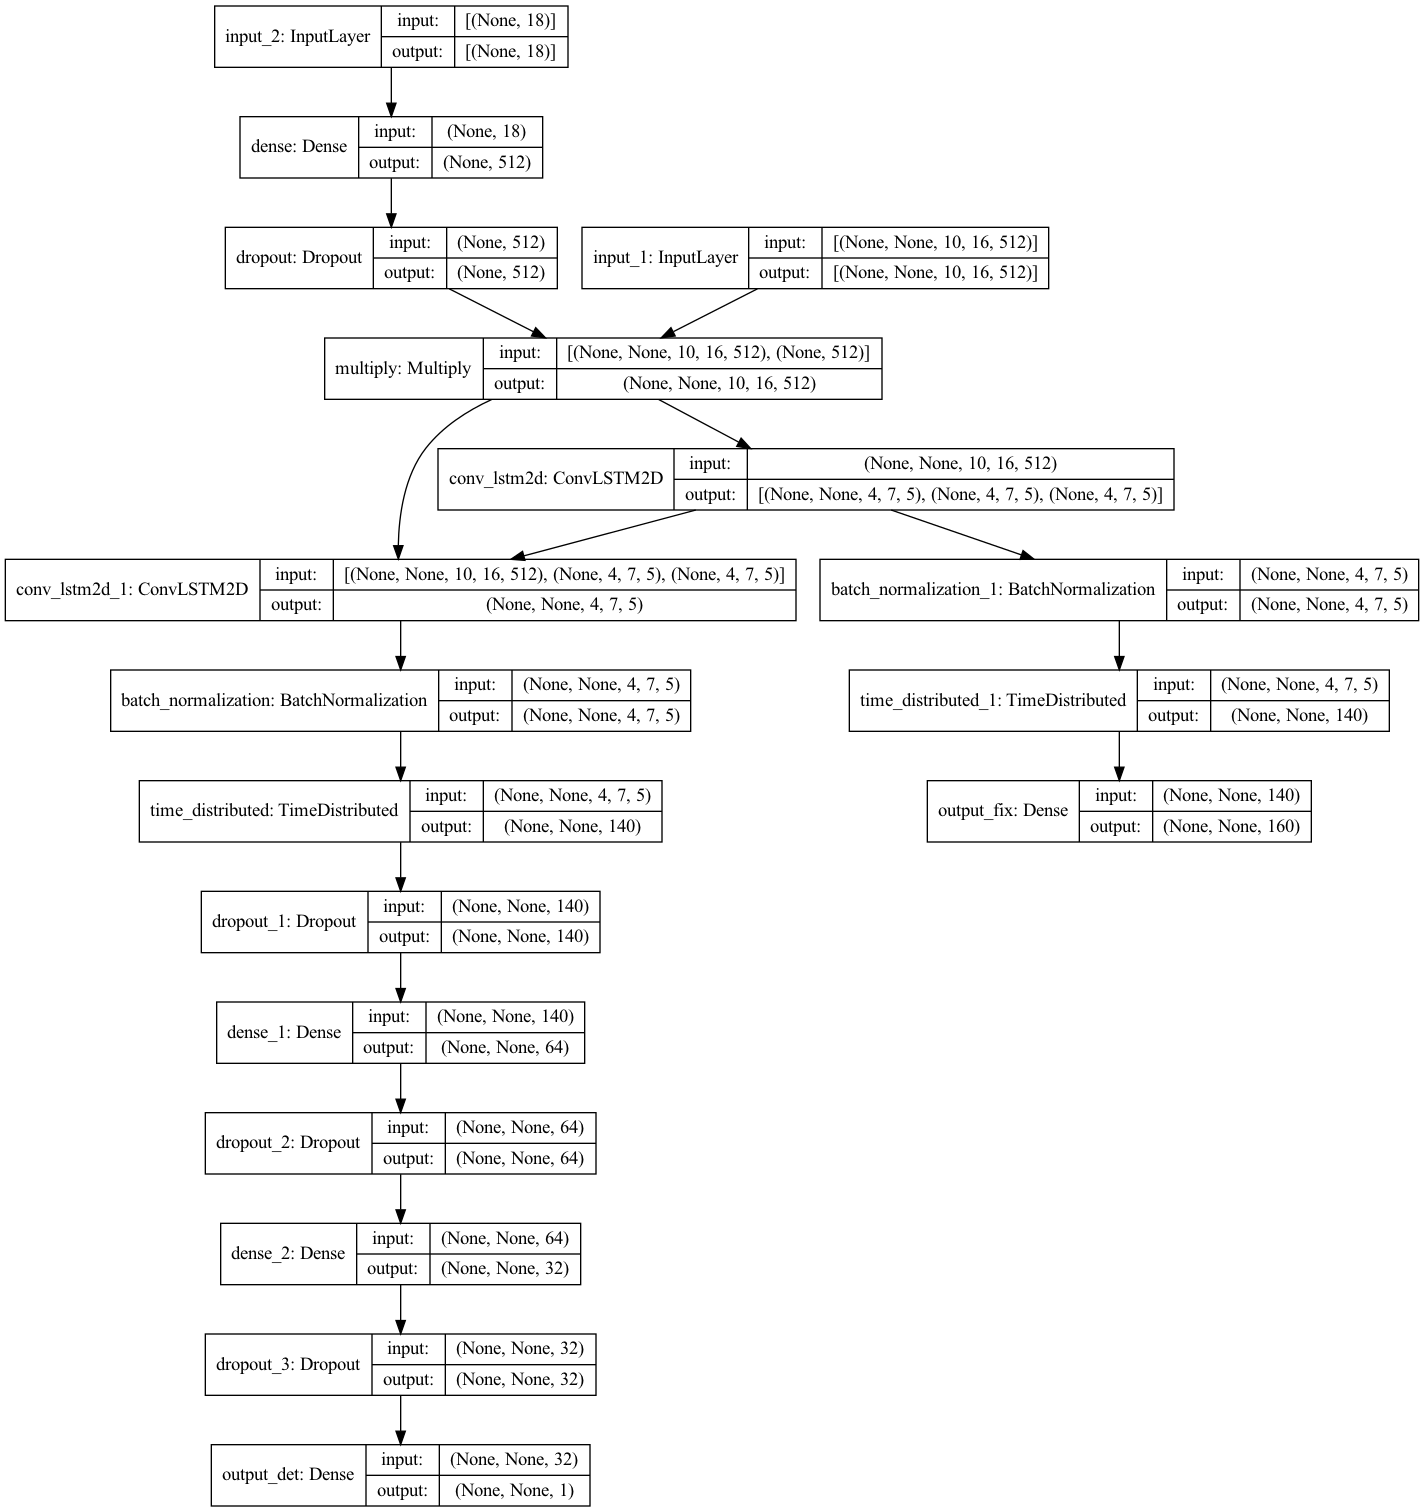 input_2: InputLayer
input: [(None, 18)]
output: [(None, 18)]
dense: Dense
input: (None, 18)
output: (None, 512)
dropout: Dropout
input: (None, 512)
output: (None, 512)
input_1: InputLayer
input: [(None, None, 10, 16, 512)]
output: [(None, None, 10, 16, 512)]
multiply: Multiply
input: [(None, None, 10, 16, 512), (None, 512)]
output: (None, None, 10, 16, 512)
conv_lstm2d: ConvLSTM2D
input: (None, None, 10, 16, 512)
output: [(None, None, 4, 7, 5), (None, 4, 7, 5), (None, 4, 7, 5)]
conv_lstm2d_1: ConvLSTM2D
input: [(None, None, 10, 16, 512), (None, 4, 7, 5), (None, 4, 7, 5)]
output: (None, None, 4, 7, 5)
batch_normalization_1: BatchNormalization
input: (None, None, 4, 7, 5)
output: (None, None, 4, 7, 5)
batch_normalization: BatchNormalization
input: (None, None, 4, 7, 5)
output: (None, None, 4, 7, 5)
time_distributed_1: TimeDistributed
input: (None, None, 4, 7, 5)
output: (None, None, 140)
time_distributed: TimeDistributed
input: (None, None, 4, 7, 5)
output: (None, None, 140)
output_fix: Dense
input: (None, None, 140)
output: (None, None, 160)
dropout_1: Dropout
input: (None, None, 140)
output: (None, None, 140)
dense_1: Dense
input: (None, None, 140)
output: (None, None, 64)
dropout_2: Dropout
input: (None, None, 64)
output: (None, None, 64)
dense_2: Dense
input: (None, None, 64)
output: (None, None, 32)
dropout_3: Dropout
input: (None, None, 32)
output: (None, None, 32)
output_det: Dense
input: (None, None, 32)
output: (None, None, 1)